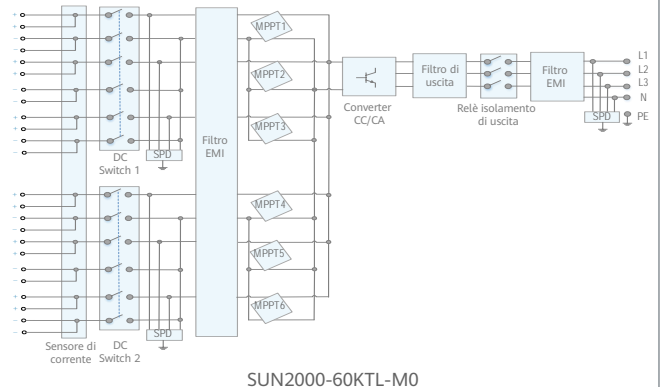 MPPT1
MPPT2
MPPT3
MPPT4
MPPT5
MPPT6
SPD
DC
Switch 1
Filtro
EMI
SPD
Sensore di
corrente
DC
Switch 2
Converter
CC/CA
Filtro di
uscita
Relè isolamento
di uscita
Filtro
EMI
SPD
L1
L2
L3
N
PE
SUN2000-60KTL-M0